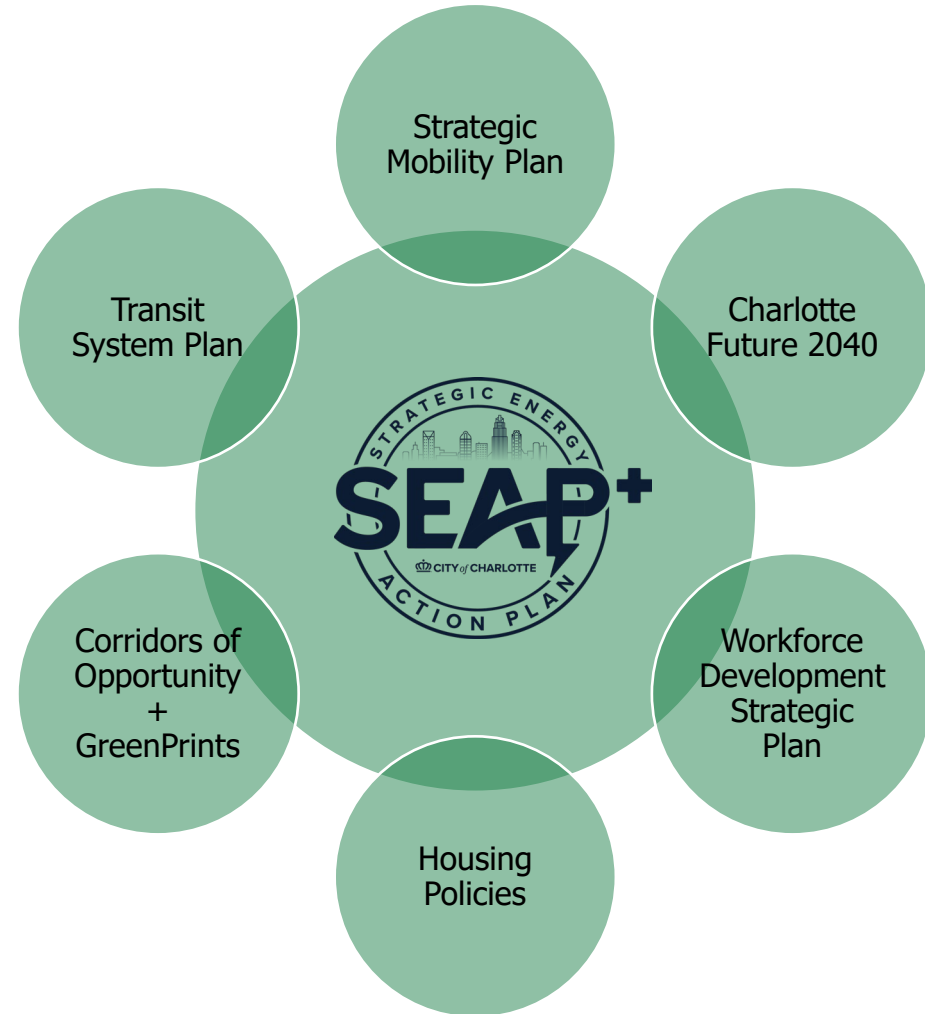 Strategic
Mobility Plan
Transit
System Plan
Charlotte
Future 2040
STRATEGIC ENERGY
SEAP+
CITY of CHARLOTTE
ACTION PLAN
Corridors of
Opportunity
+
GreenPrints
Workforce
Development
Strategic
Plan
Housing
Policies